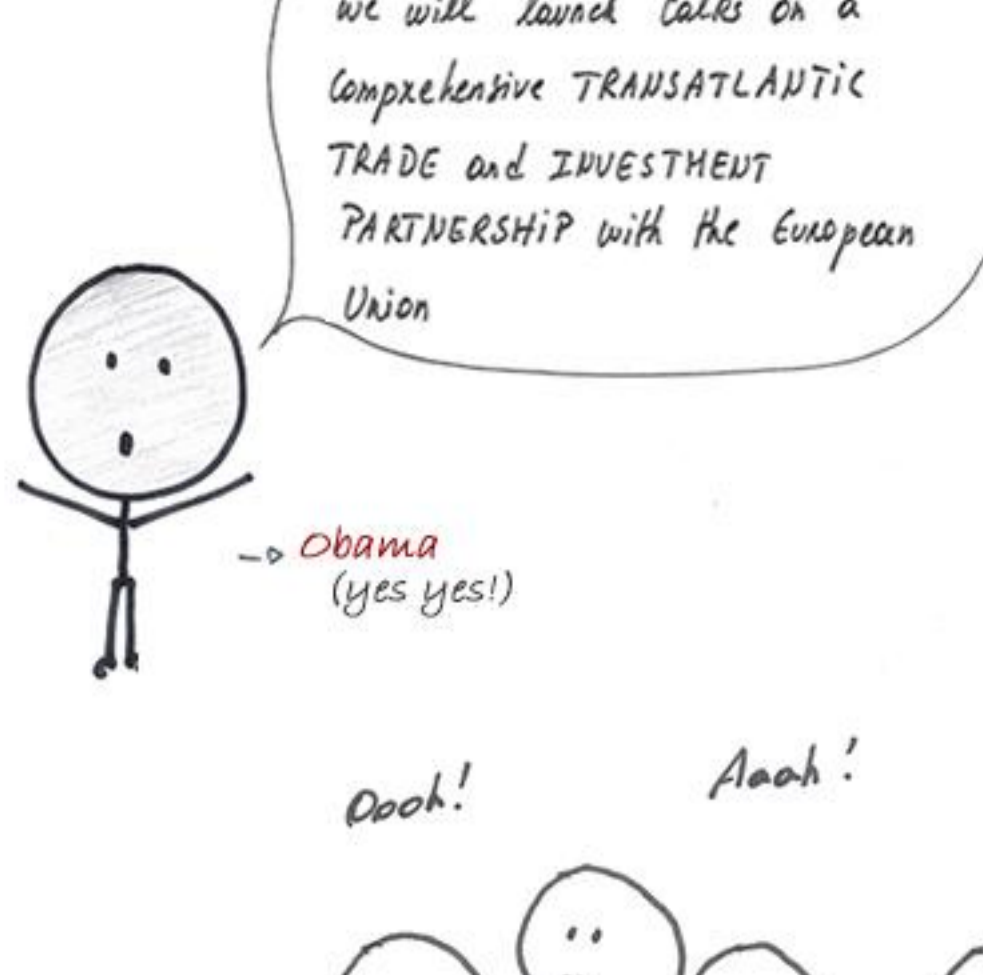 we will launch talks on a
comprehensive TRANSATLANTIC
TRADE and INVESTMENT
PARTNERSHIP with the European
Union
Obama
(yes yes!)
Oooh!
Aaah!